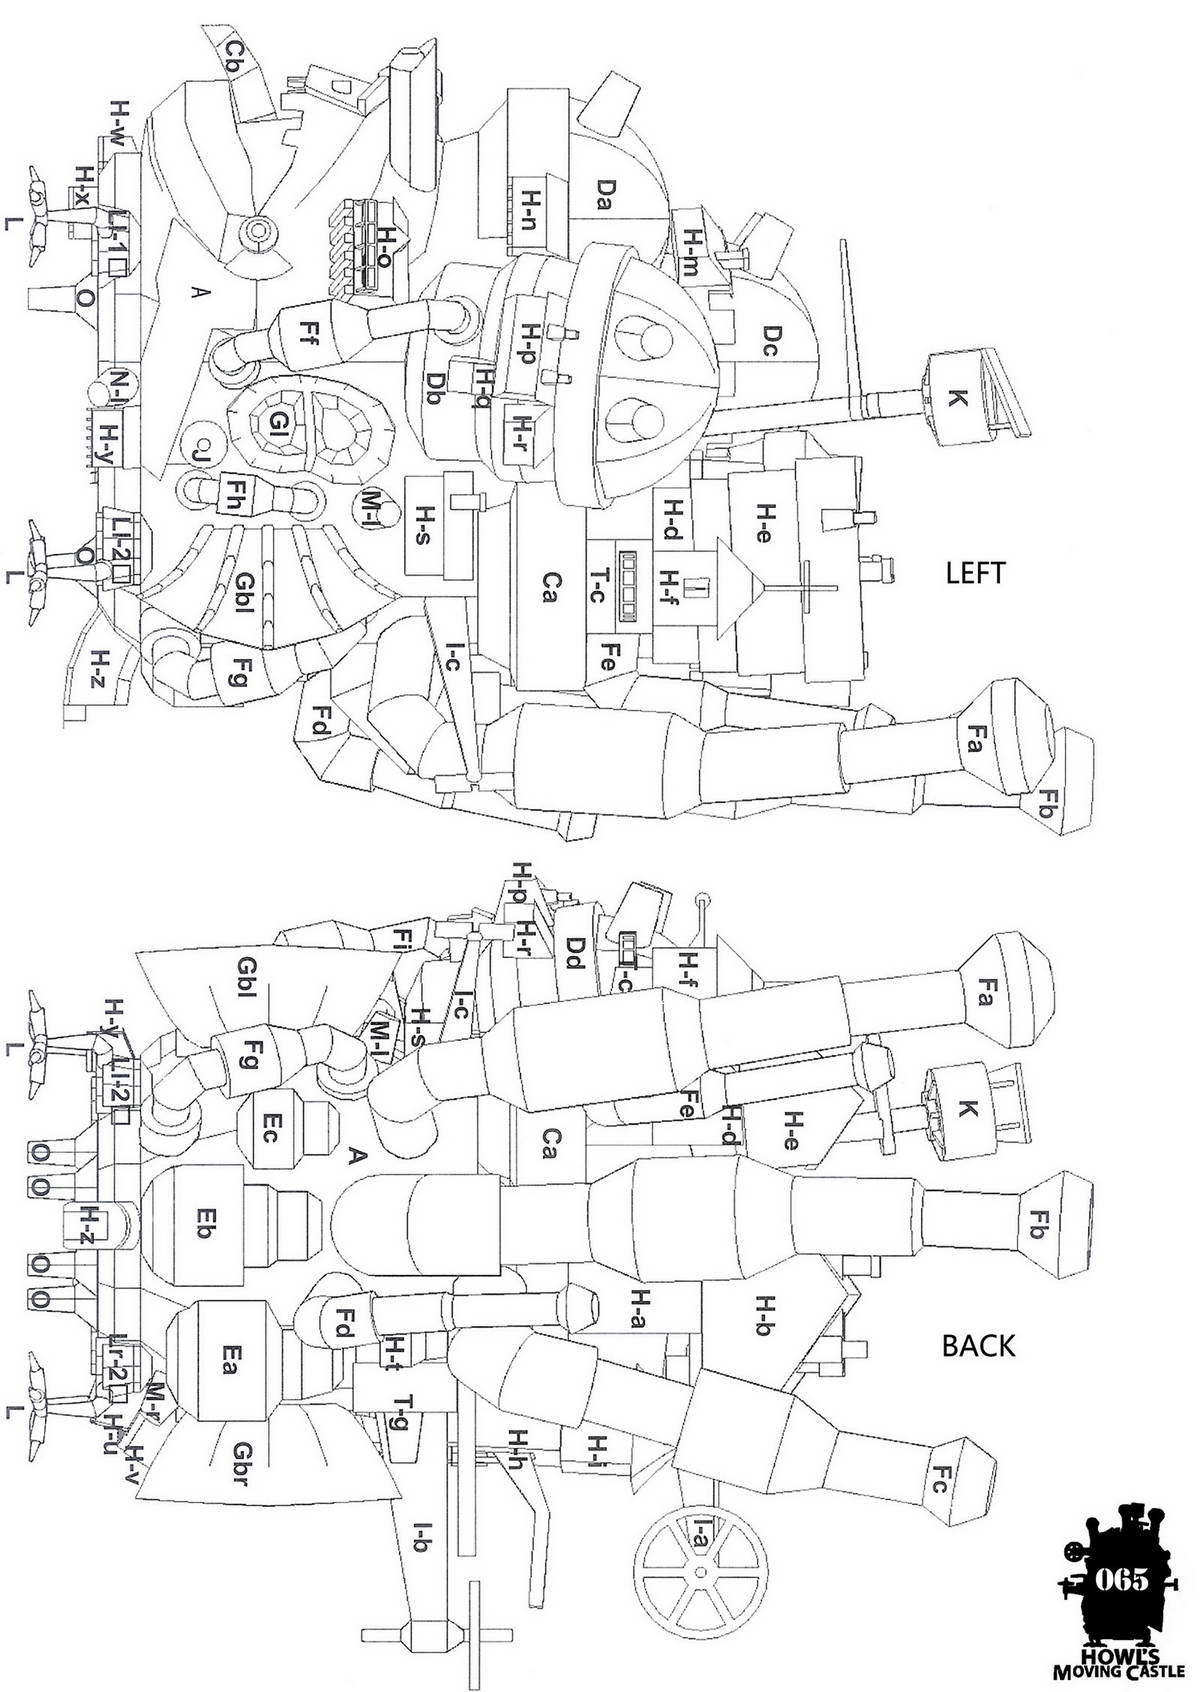 Cb
H-w
H-x
L
Ll-1
O
A
H-o
H-n
Da
H-m
Dc
K
Ff
H-p
Db
H-q
H-r
N-l
H-y
Gl
J
Fh
M-l
H-s
H-d
H-e
Ll-2
O
L
Gbl
Ca
T-c
H-f
H-z
Fg
I-c
Fe
Fd
Fa
Fb
LEFT
H-p
H-r
Dd
Fi
Gbl
H-f
-c
I-c
Fa
H-y
H-s
M-l
L
Ll-2
Fg
Fe
K
Ec
H-d
H-e
Ca
A
O
O
H-z
Eb
Fb
O
O
Fd
H-a
H-b
BACK
Lr-2
Ea
H-t
M-r
T-g
L
H-u
H-v
Gbr
H-h
H-i
Fc
I-b
I-a
065
HOWL'S
MOVING CASTLE